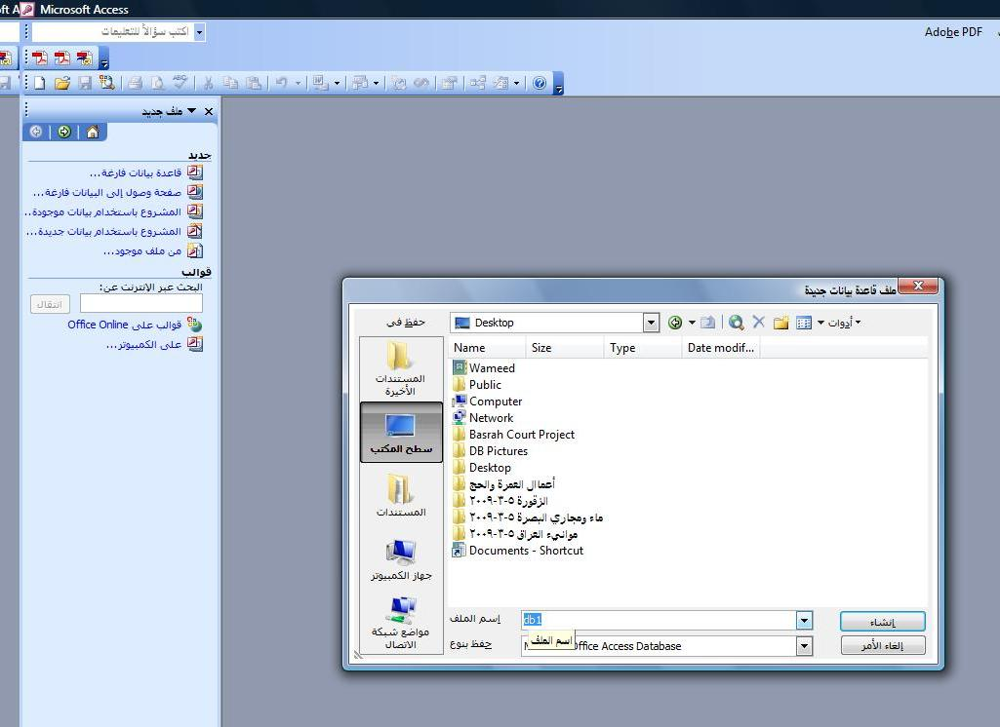 ft A Microsoft Access
اكتب سؤالاً للتعليمات
Adobe PDF
ملف جديد
جديد
قاعدة بيانات فارغة...
صفحة وصول إلى البيانات فارغة...
المشروع باستخدام بيانات موجودة..
المشروع باستخدام بيانات جديدة...
من ملف موجود...
قوالب
البحث عبر الإنترنت عن:
انتقال
قوالب على Office Online
على الكمبيوتر...
ملف قاعدة بيانات جديدة
حفظ في
Desktop
أدوات
Name Size Type Date modif...
المستندات الأخيرة
سطح المكتب
المستندات
جهاز الكمبيوتر
مواضع شبكة الاتصال
Wameed
Public
Computer
Network
Basrah Court Project
DB Pictures
Desktop
أعمال العمرة والحج
الزقورة ٥-٣-٢٠٠٩
ماء ومجاري البصرة ٥-٣-٢٠٠٩
موانيء العراق ٥-٣-٢٠٠٩
Documents - Shortcut
إسم الملف
db1
إنشاء
اسم الملف
حفظ بنوع
Office Access Database
إلغاء الأمر